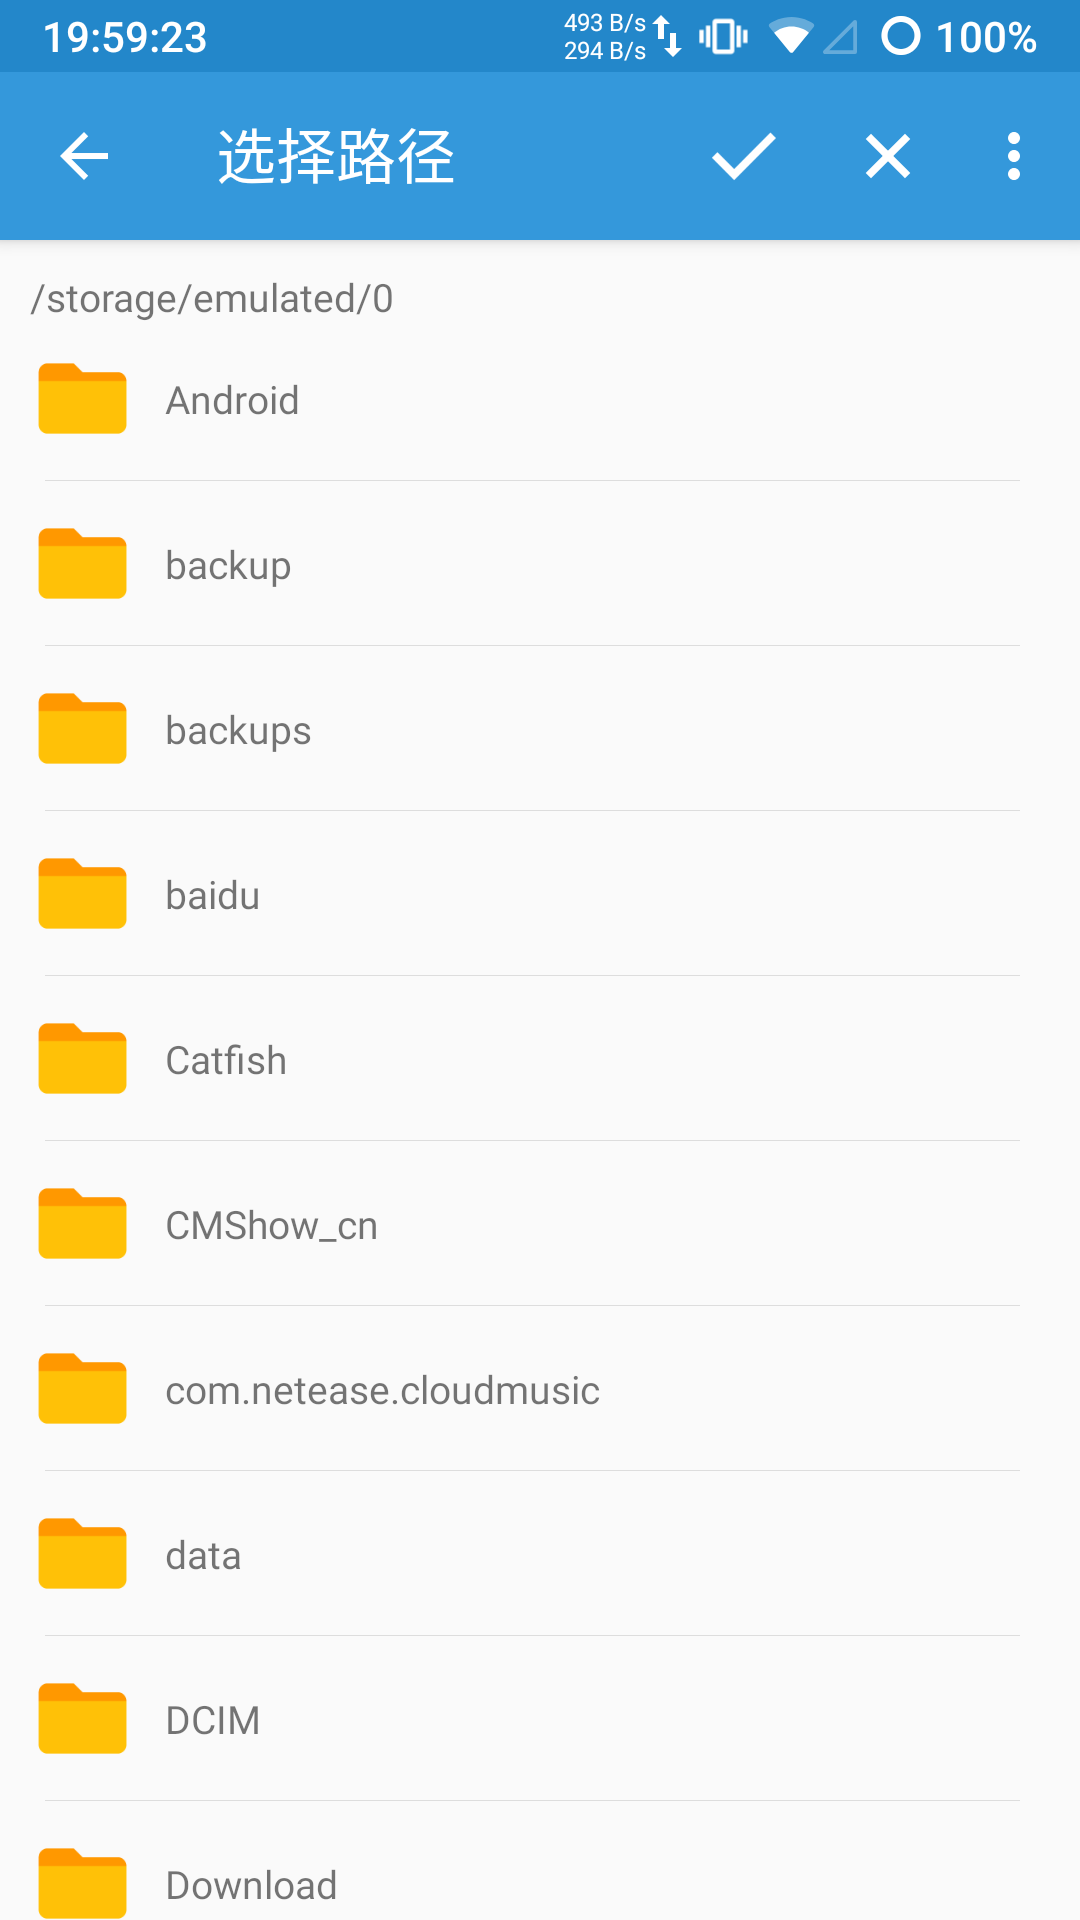 19:59:23
493 B/s
294 B/s
100%
选择路径
/storage/emulated/0
Android
backup
backups
baidu
Catfish
CMShow_cn
com.netease.cloudmusic
data
DCIM
Download